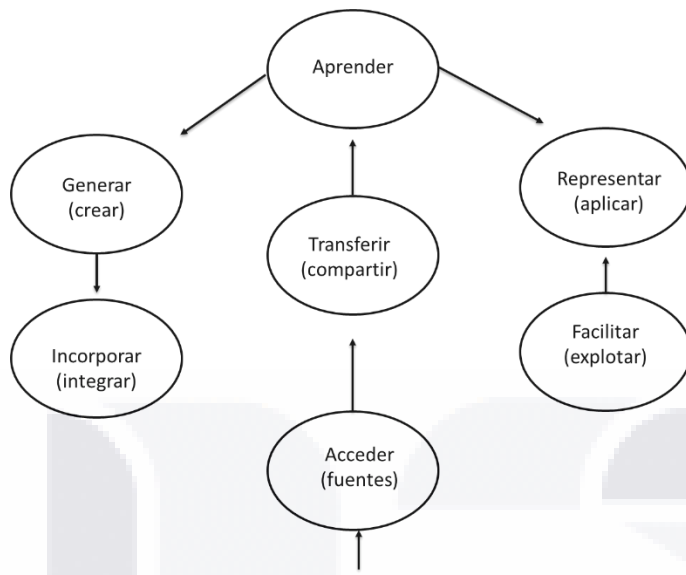 Aprender
Generar
(crear)
Representar
(aplicar)
Transferir
(compartir)
Incorporar
(integrar)
Facilitar
(explotar)
Acceder
(fuentes)